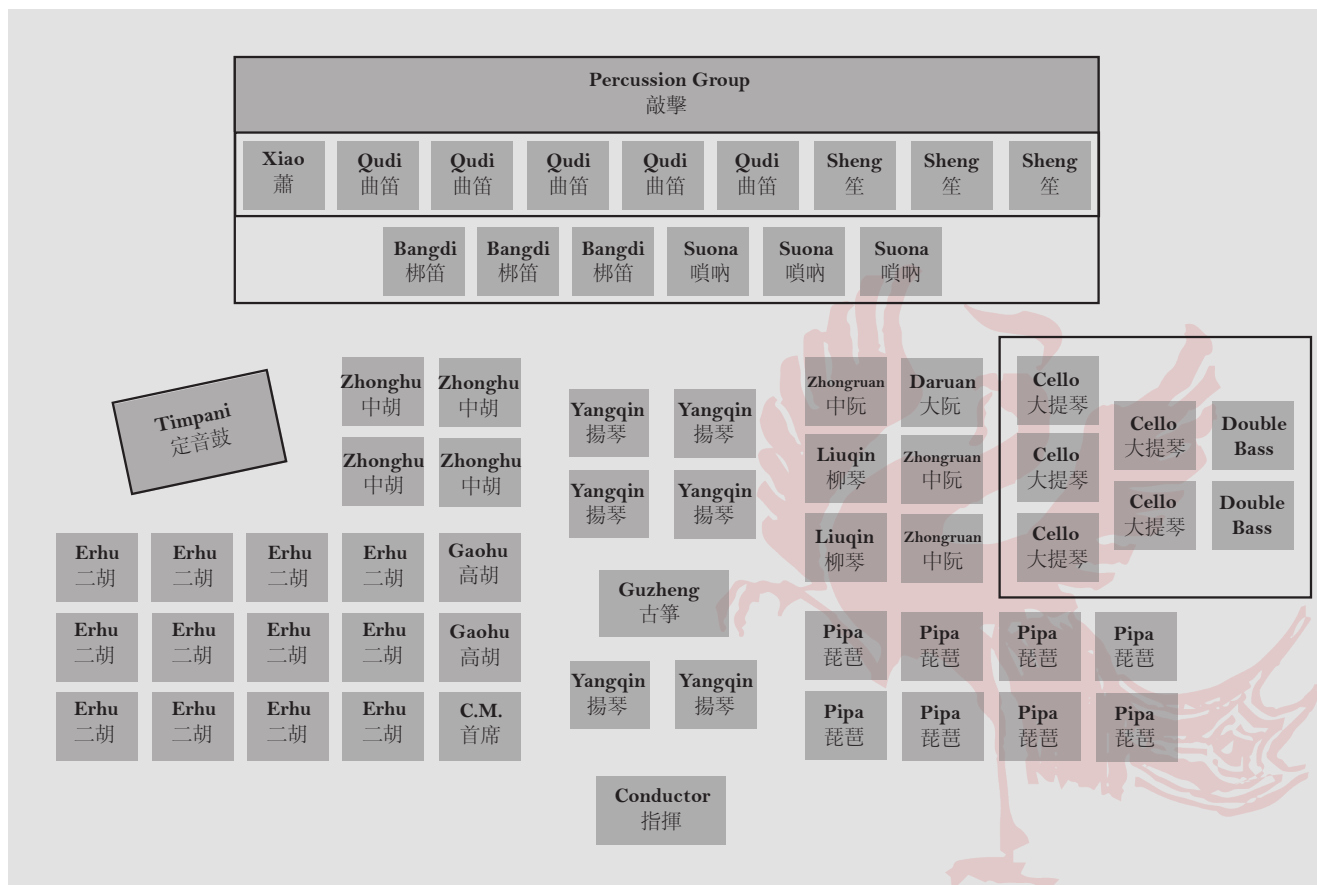 Percussion Group
敲擊
Xiao
蕭
Qudi
曲笛
Qudi
曲笛
Qudi
曲笛
Qudi
曲笛
Qudi
曲笛
Sheng
笙
Sheng
笙
Sheng
笙
Bangdi
梆笛
Bangdi
梆笛
Bangdi
梆笛
Suona
嗩吶
Suona
嗩吶
Suona
嗩吶
Timpani
定音鼓
Zhonghu
中胡
Zhonghu
中胡
Zhonghu
中胡
Zhonghu
中胡
Yangqin
揚琴
Yangqin
揚琴
Yangqin
揚琴
Yangqin
揚琴
Zhongruan
中阮
Daruan
大阮
Liuqin
柳琴
Zhongruan
中阮
Liuqin
柳琴
Zhongruan
中阮
Cello
大提琴
Cello
大提琴
Cello
大提琴
Cello
大提琴
Cello
大提琴
Double
Bass
Double
Bass
Erhu
二胡
Erhu
二胡
Erhu
二胡
Erhu
二胡
Gaohu
高胡
Erhu
二胡
Erhu
二胡
Erhu
二胡
Erhu
二胡
Gaohu
高胡
Erhu
二胡
Erhu
二胡
Erhu
二胡
Erhu
二胡
C.M.
首席
Guzheng
古箏
Yangqin
揚琴
Yangqin
揚琴
Pipa
琵琶
Pipa
琵琶
Pipa
琵琶
Pipa
琵琶
Pipa
琵琶
Pipa
琵琶
Pipa
琵琶
Pipa
琵琶
Conductor
指揮